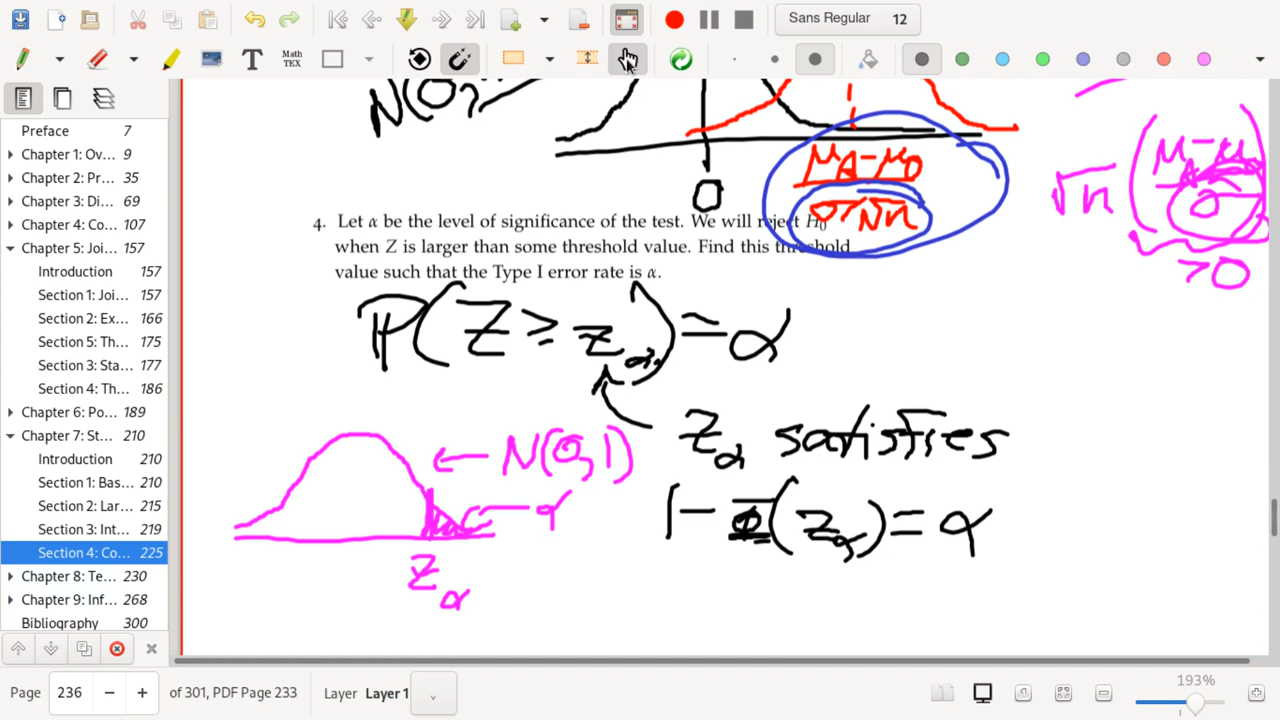 Sans Regular 12
T Math TEX
Preface 7
Chapter 1: Ov... 9
Chapter 2: Pr... 35
Chapter 3: Di... 69
Chapter 4: Co... 107
Chapter 5: Joi... 157
Introduction 157
Section 1: Joi... 157
Section 2: Ex... 166
Section 5: Th... 175
Section 3: Sta... 177
Section 4: Th... 186
Chapter 6: Po... 189
Chapter 7: St... 210
Introduction 210
Section 1: Bas... 210
Section 2: Lar... 215
Section 3: Int... 219
Section 4: Co... 225
Chapter 8: Te... 230
Chapter 9: Inf... 268
Bibliography 300
N(0,
0
μA-μ0
σ/√n
√n (μA-μ0
σ
>0
4. Let α be the level of significance of the test. We will reject H0
when Z is larger than some threshold value. Find this threshold
value such that the Type I error rate is α.
P(Z ≥ zα) = α
zα satisfies
← N(0,1)
α
1-Φ(zα) = α
zα
Page 236 of 301, PDF Page 233
Layer Layer 1
193%